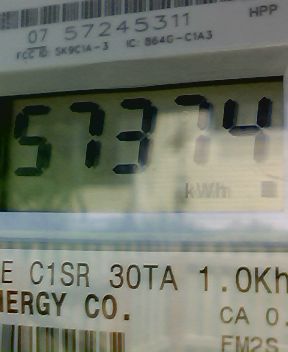 HPP
07 57245311
FCC ID: SK9C1A-3 IC: 864G-C1A3
57374
kWh
E C1SR 30TA 1.0Kh
NERGY CO.
CA 0.
FM2S